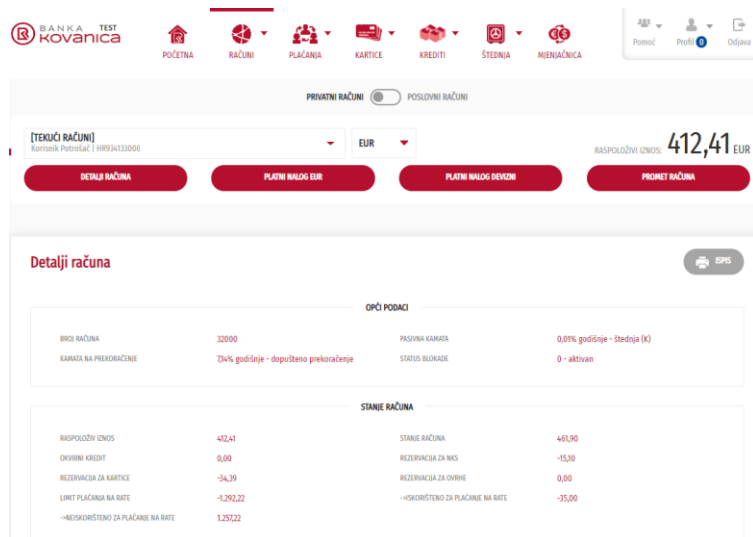 BANKA TEST
KOVANICA
POČETNA
RAČUNI
PLAĆANJA
KARTICE
KREDITI
ŠTEDNJA
MJENJAČNICA
Pomoć
Profil 0
Odjava
PRIVATNI RAČUNI POSLOVNI RAČUNI
[TEKUĆI RAČUNI]
Korisnik Potrošač | HR934133006
EUR
RASPOLOŽIVI IZNOS: 412,41 EUR
DETALJI RAČUNA
PLATNI NALOG EUR
PLATNI NALOG DEVIZNI
PROMET RAČUNA
Detalji računa
ISPIS
OPĆI PODACI
BROJ RAČUNA 32000 PASIVNA KAMATA 0,01% godišnje - štednja (K)
KAMATA NA PREKORAČENJE 7,14% godišnje - dopušteno prekoračenje STATUS BLOKADE 0 - aktivan
STANJE RAČUNA
RASPOLOŽIV IZNOS 412,41 STANJE RAČUNA 461,90
OKVIRNI KREDIT 0,00 REZERVACIJA ZA NKS -15,10
REZERVACIJA ZA KARTICE -34,39 REZERVACIJA ZA OVRHE 0,00
LIMIT PLAĆANJA NA RATE -1.292,22 ->ISKORIŠTENO ZA PLAĆANJE NA RATE -35,00
->NEISKORIŠTENO ZA PLAĆANJE NA RATE 1.257,22